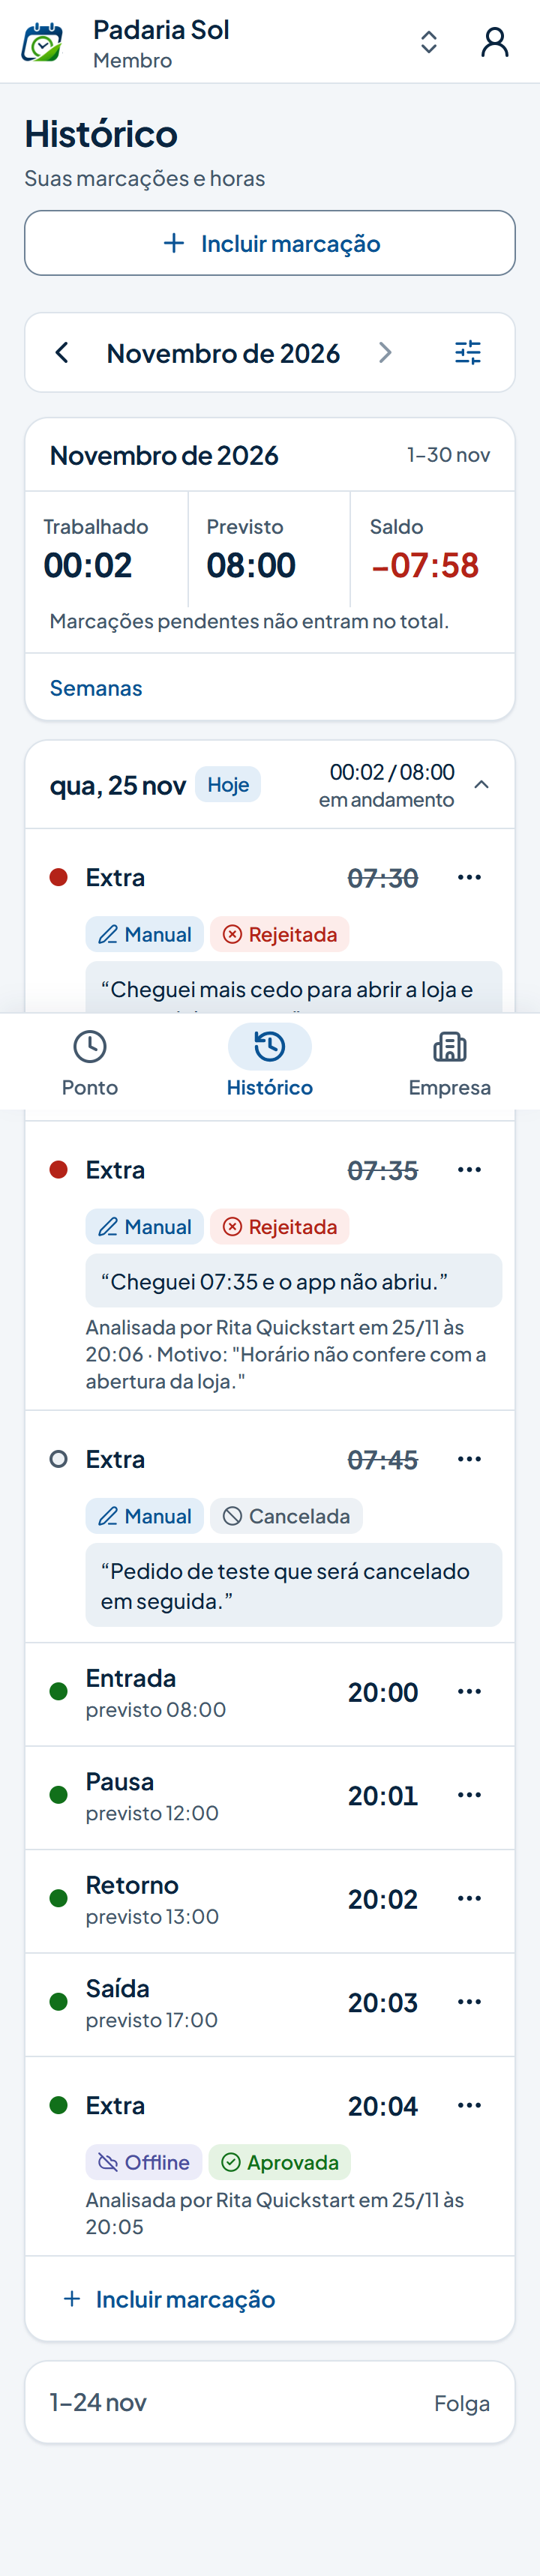 Padaria Sol
Membro
Histórico
Suas marcações e horas
Incluir marcação
Novembro de 2026
Novembro de 2026
1–30 nov
Trabalhado
Previsto
Saldo
00:02
08:00
−07:58
Marcações pendentes não entram no total.
Semanas
qua, 25 nov
Hoje
00:02 / 08:00
em andamento
Extra
07:30
Manual
Rejeitada
“Cheguei mais cedo para abrir a loja e
Ponto
Histórico
Empresa
Extra
07:35
Manual
Rejeitada
“Cheguei 07:35 e o app não abriu.”
Analisada por Rita Quickstart em 25/11 às
20:06 · Motivo: "Horário não confere com a
abertura da loja."
Extra
07:45
Manual
Cancelada
“Pedido de teste que será cancelado
em seguida.”
Entrada
20:00
previsto 08:00
Pausa
20:01
previsto 12:00
Retorno
20:02
previsto 13:00
Saída
20:03
previsto 17:00
Extra
20:04
Offline
Aprovada
Analisada por Rita Quickstart em 25/11 às
20:05
Incluir marcação
1–24 nov
Folga